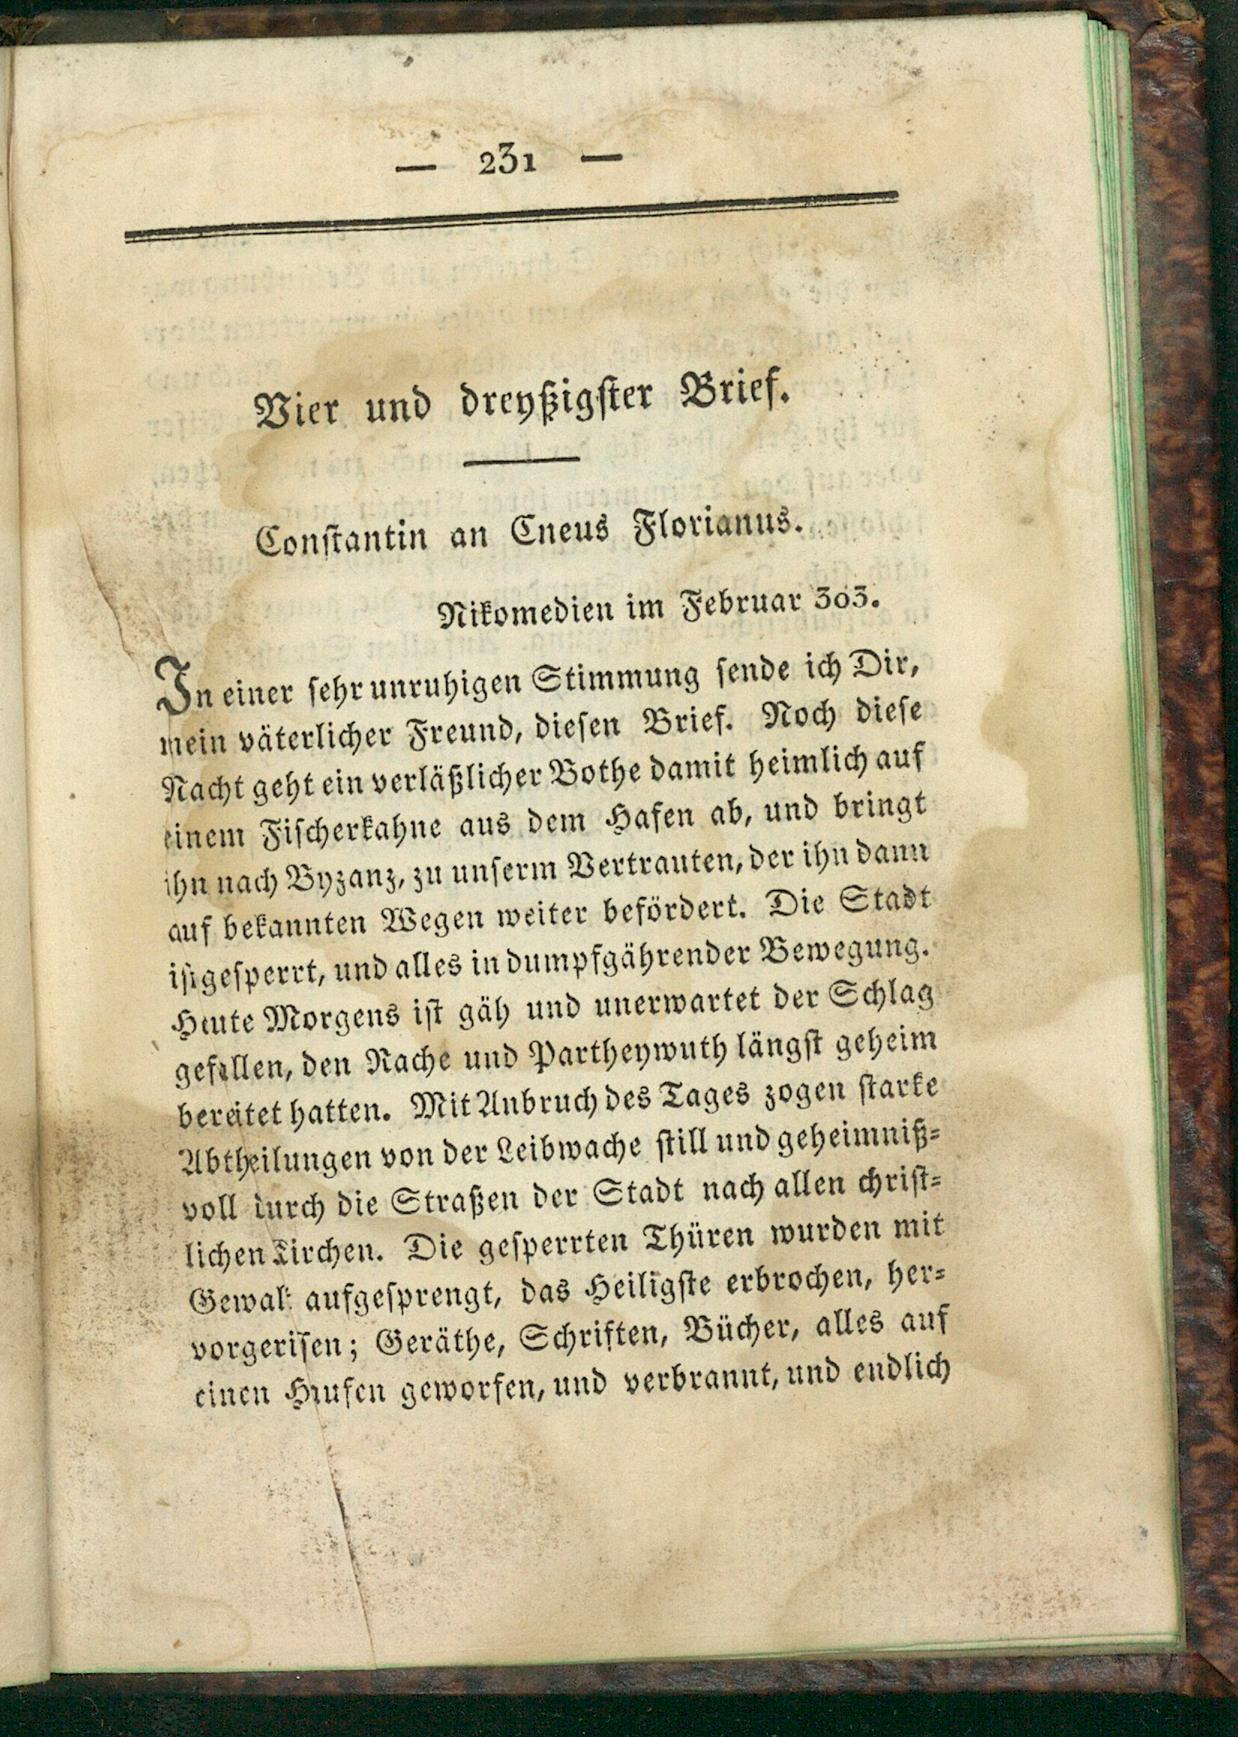 — 231 —
Vier und dreyßigster Brief.
Constantin an Cneus Florianus.
Nikomedien im Februar 303.
In einer sehr unruhigen Stimmung sende ich Dir,
mein väterlicher Freund, diesen Brief. Noch diese
Nacht geht ein verläßlicher Bothe damit heimlich auf
einem Fischerkahne aus dem Hafen ab, und bringt
ihn nach Byzanz, zu unserm Vertrauten, der ihn dann
auf bekannten Wegen weiter befördert. Die Stadt
ist gesperrt, und alles in dumpfgährender Bewegung.
Heute Morgens ist gäh und unerwartet der Schlag
gefallen, den Rache und Partheywuth längst geheim
bereitet hatten. Mit Anbruch des Tages zogen starke
Abtheilungen von der Leibwache still und geheimniß-
voll durch die Straßen der Stadt nach allen christ-
lichen Kirchen. Die gesperrten Thüren wurden mit
Gewalt aufgesprengt, das Heiligste erbrochen, her-
vorgerissen; Geräthe, Schriften, Bücher, alles auf
einen Haufen geworfen, und verbrannt, und endlich